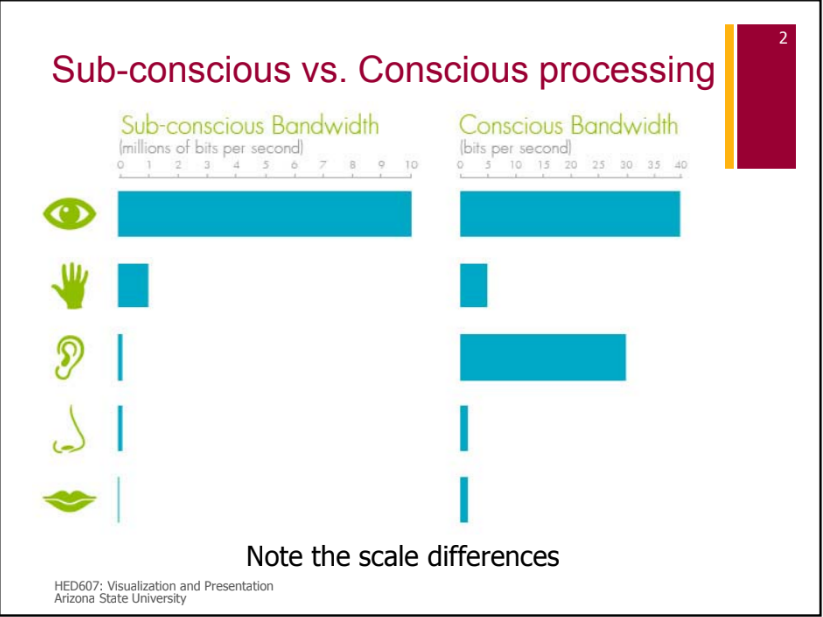 2
Sub-conscious vs. Conscious processing
Sub-conscious Bandwidth
(millions of bits per second)
0 1 2 3 4 5 6 7 8 9 10
Conscious Bandwidth
(bits per second)
0 5 10 15 20 25 30 35 40
Note the scale differences
HED607: Visualization and Presentation
Arizona State University